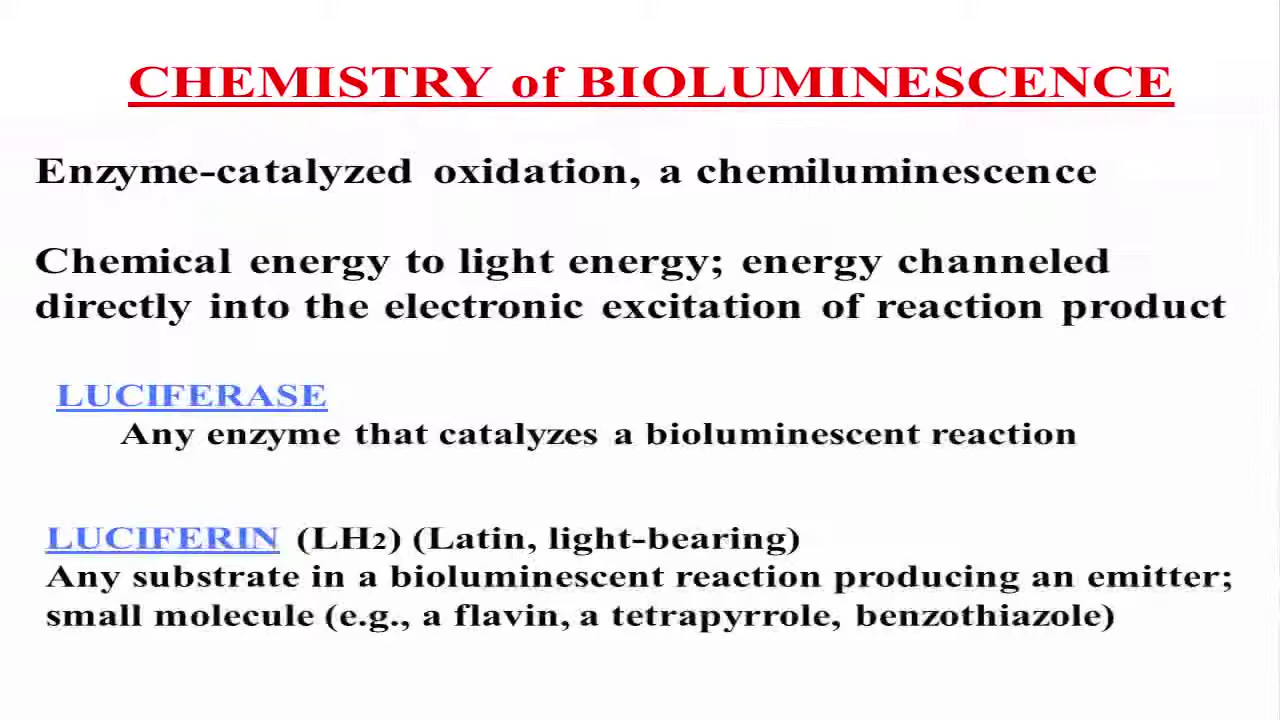 CHEMISTRY of BIOLUMINESCENCE
Enzyme-catalyzed oxidation, a chemiluminescence
Chemical energy to light energy; energy channeled
directly into the electronic excitation of reaction product
LUCIFERASE
Any enzyme that catalyzes a bioluminescent reaction
LUCIFERIN (LH2) (Latin, light-bearing)
Any substrate in a bioluminescent reaction producing an emitter;
small molecule (e.g., a flavin, a tetrapyrrole, benzothiazole)